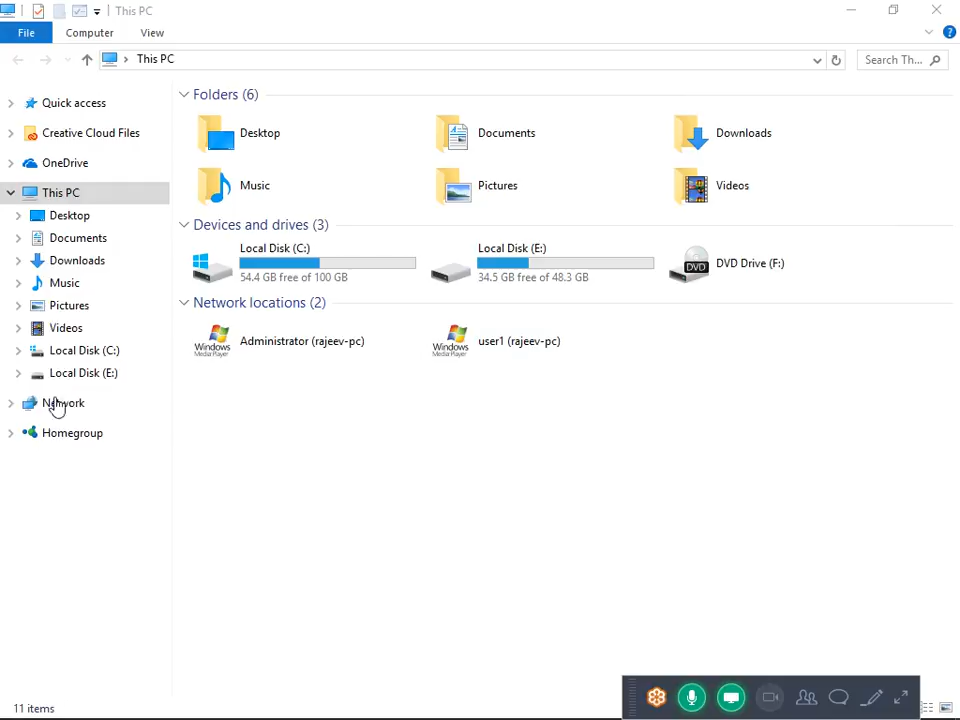 This PC
File Computer View
This PC
Search Th...
Quick access
Creative Cloud Files
OneDrive
This PC
Desktop
Documents
Downloads
Music
Pictures
Videos
Local Disk (C:)
Local Disk (E:)
Network
Homegroup
Folders (6)
Desktop
Documents
Downloads
Music
Pictures
Videos
Devices and drives (3)
Local Disk (C:)
54.4 GB free of 100 GB
Local Disk (E:)
34.5 GB free of 48.3 GB
DVD
DVD Drive (F:)
Network locations (2)
Windows
Media Player
Administrator (rajeev-pc)
Windows
Media Player
user1 (rajeev-pc)
11 items